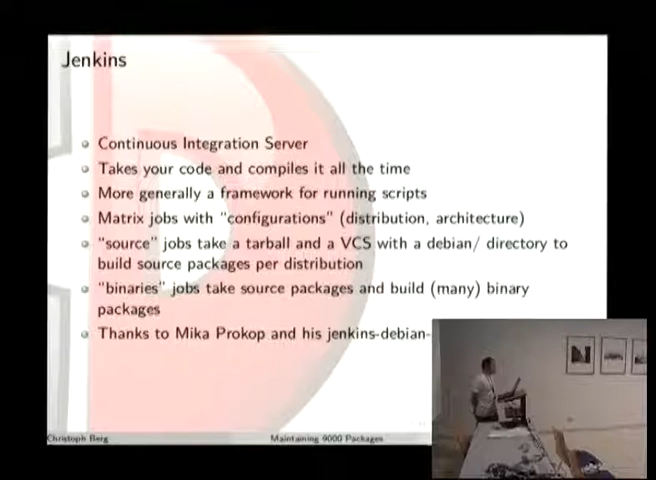 Jenkins
Continuous Integration Server
Takes your code and compiles it all the time
More generally a framework for running scripts
Matrix jobs with "configurations" (distribution, architecture)
"source" jobs take a tarball and a VCS with a debian/ directory to
build source packages per distribution
"binaries" jobs take source packages and build (many) binary
packages
Thanks to Mika Prokop and his jenkins-debian-
Christoph Berg
Maintaining 9000 Packages